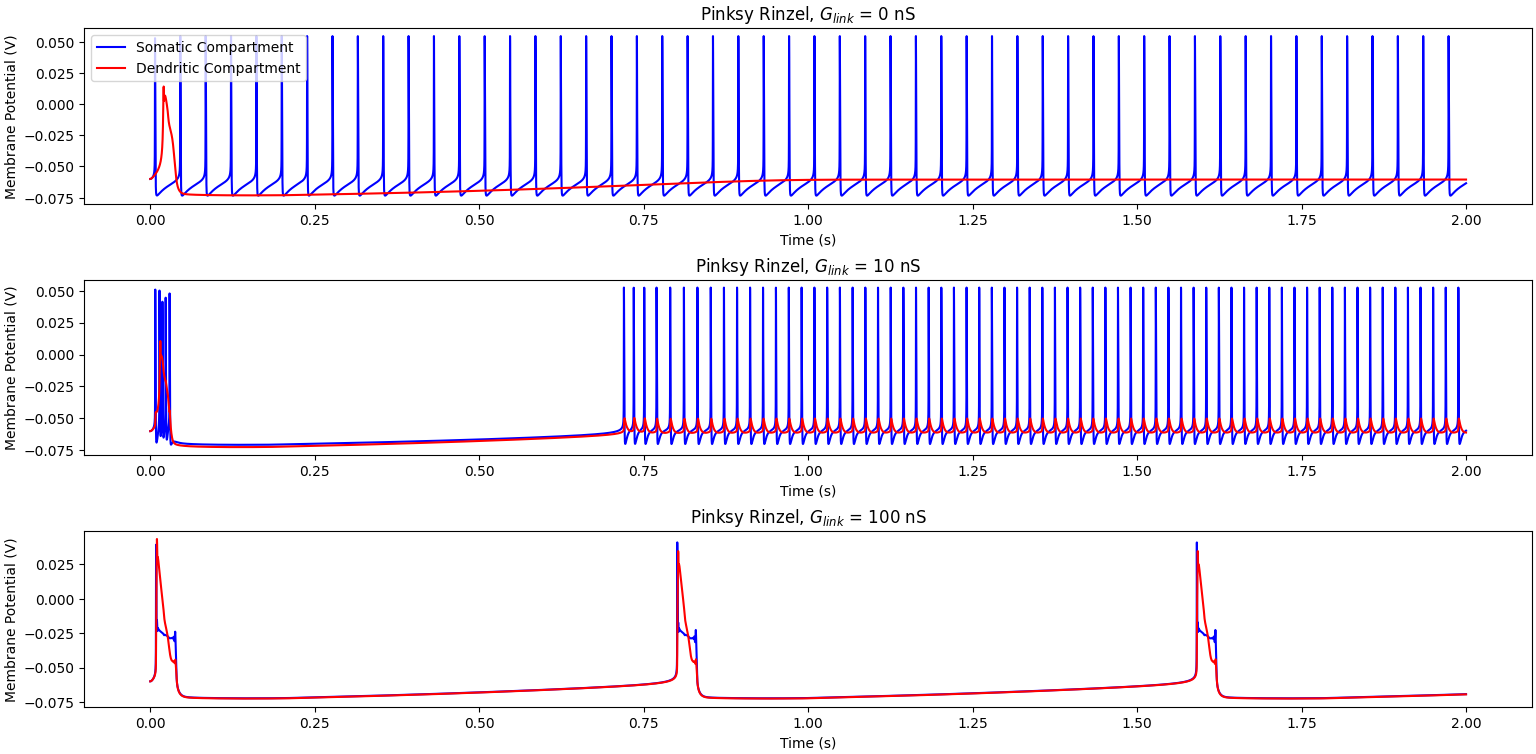 Pinksy Rinzel, G_link = 0 nS
Membrane Potential (V)
0.050
0.025
0.000
−0.025
−0.050
−0.075
Somatic Compartment
Dendritic Compartment
0.00 0.25 0.50 0.75 1.00 1.25 1.50 1.75 2.00
Time (s)
Pinksy Rinzel, G_link = 10 nS
Membrane Potential (V)
0.050
0.025
0.000
−0.025
−0.050
−0.075
0.00 0.25 0.50 0.75 1.00 1.25 1.50 1.75 2.00
Time (s)
Pinksy Rinzel, G_link = 100 nS
Membrane Potential (V)
0.025
0.000
−0.025
−0.050
−0.075
0.00 0.25 0.50 0.75 1.00 1.25 1.50 1.75 2.00
Time (s)